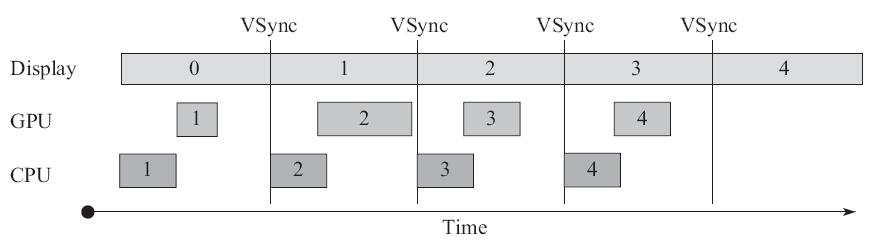 VSync VSync VSync VSync
Display 0 1 2 3 4
GPU 1 2 3 4
CPU 1 2 3 4
Time